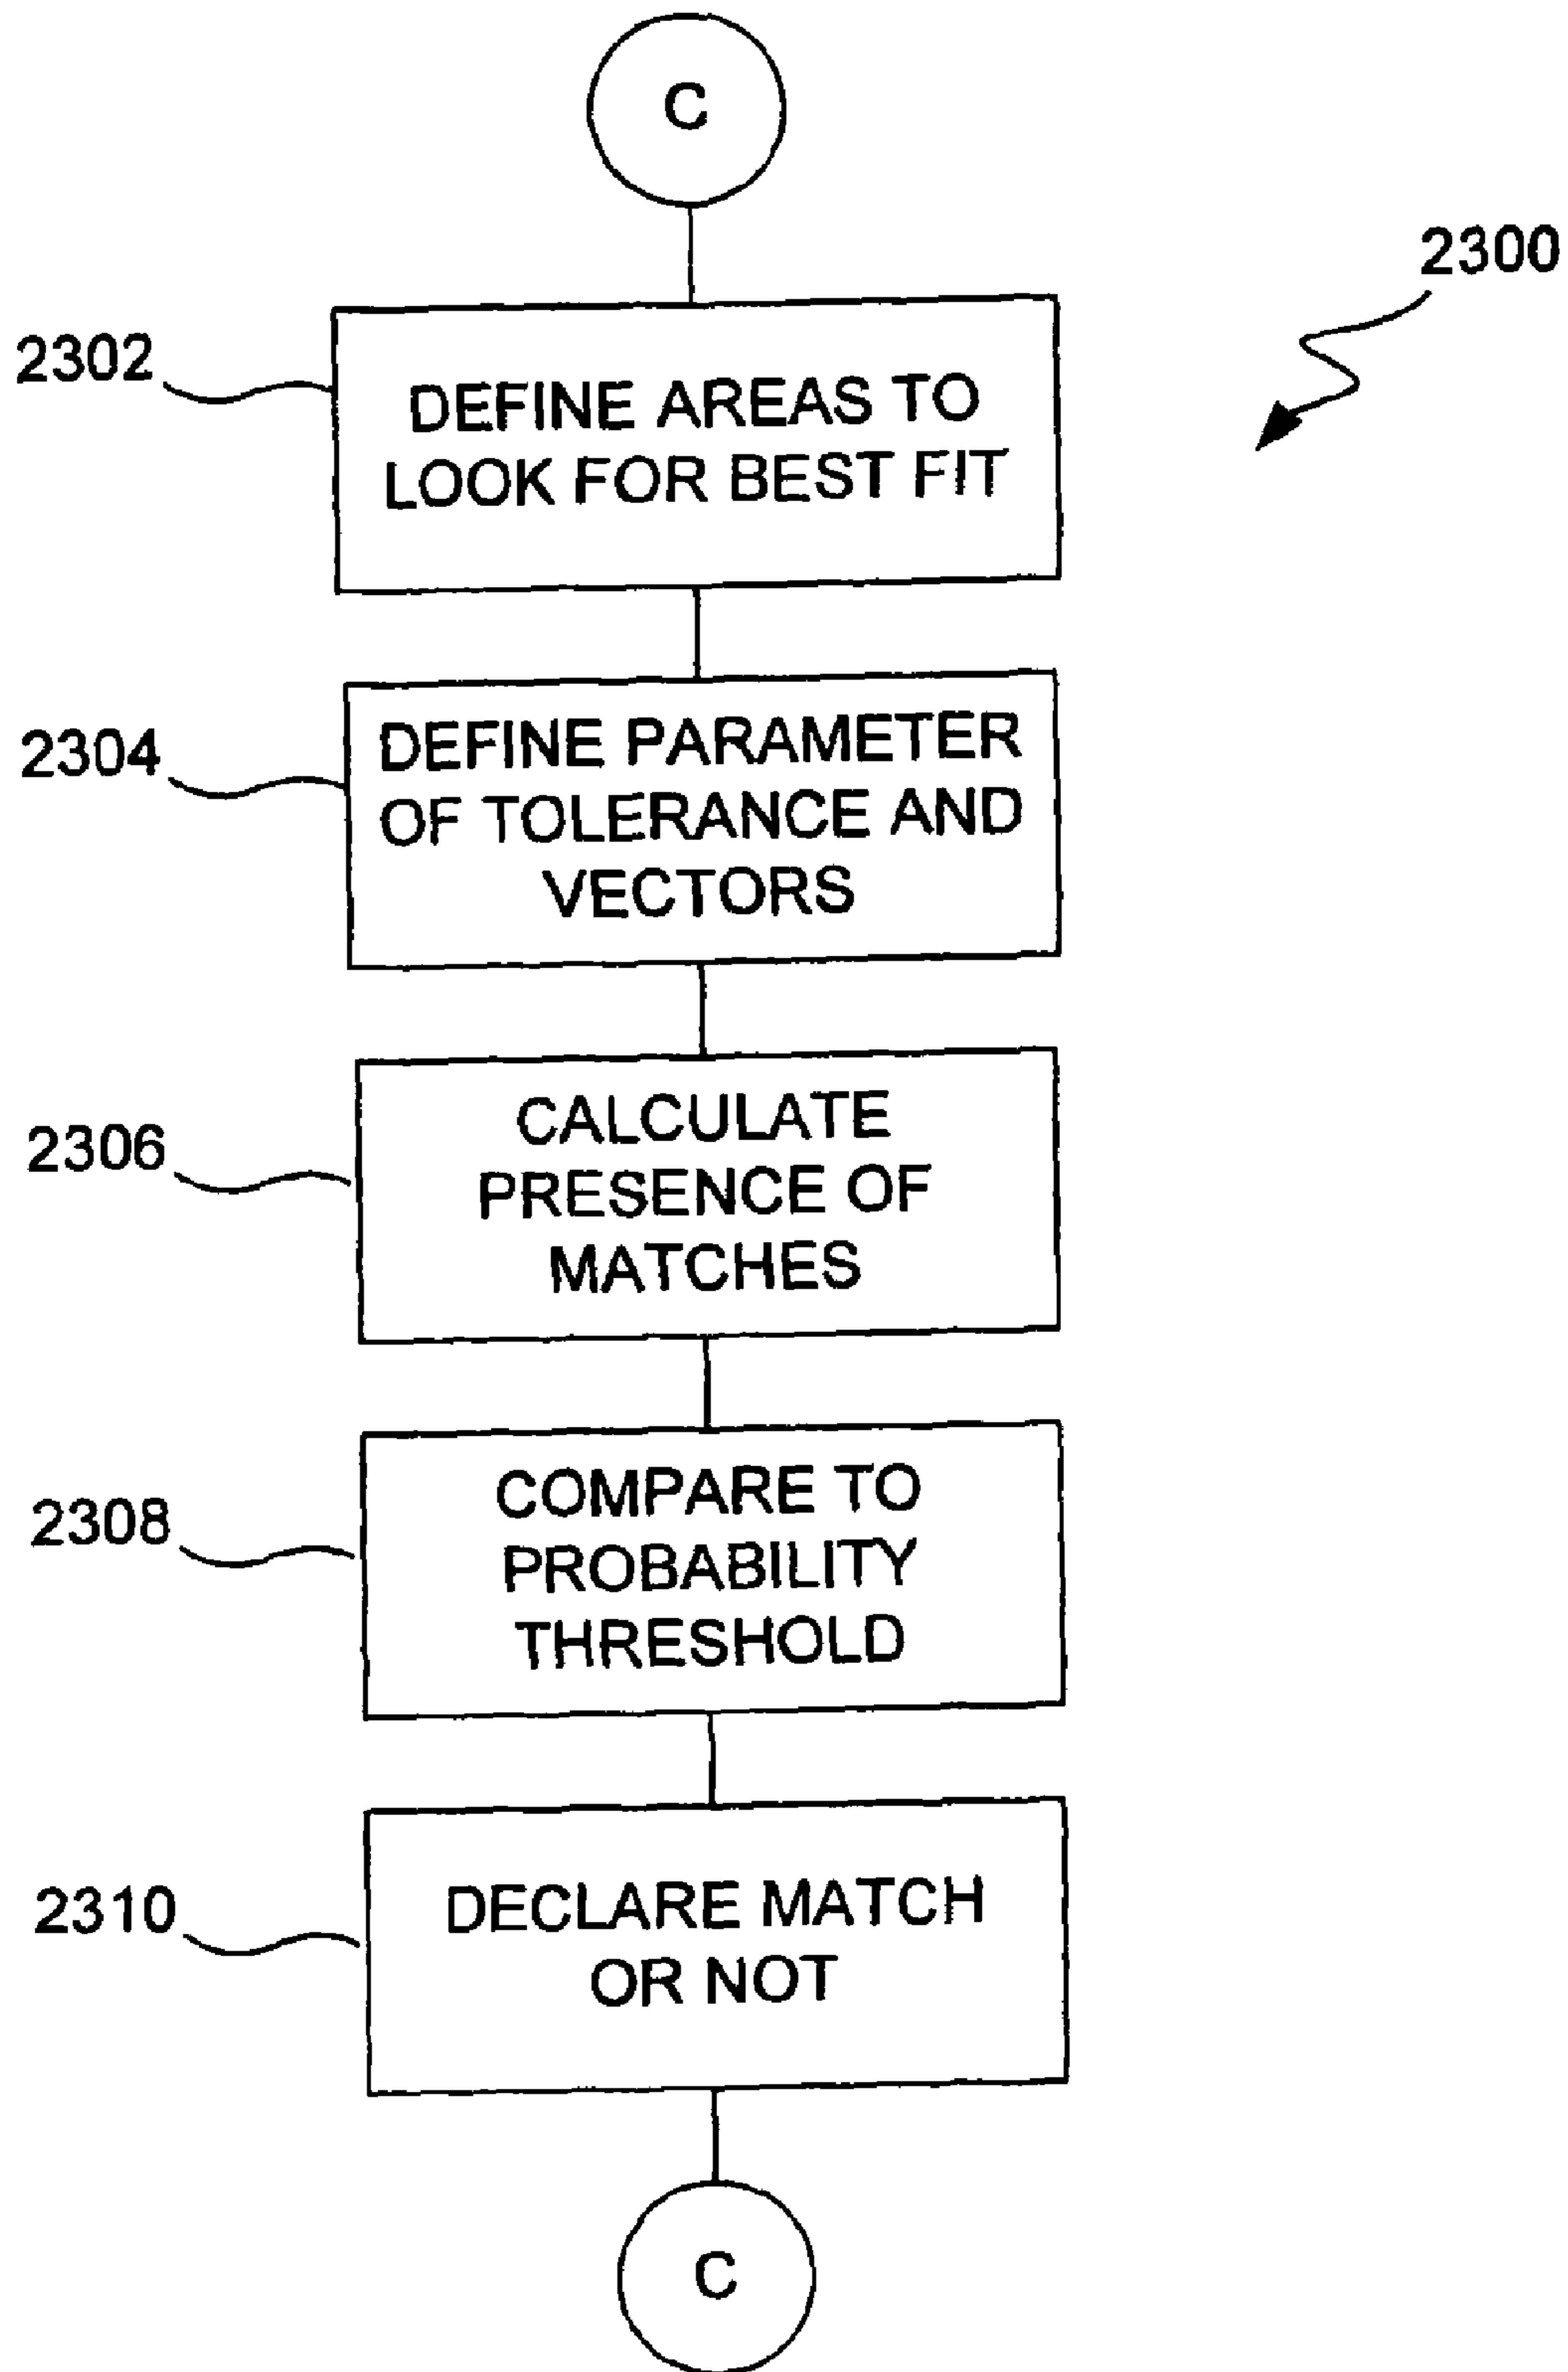 C
2300
2302
DEFINE AREAS TO
LOOK FOR BEST FIT
2304
DEFINE PARAMETER
OF TOLERANCE AND
VECTORS
2306
CALCULATE
PRESENCE OF
MATCHES
2308
COMPARE TO
PROBABILITY
THRESHOLD
2310
DECLARE MATCH
OR NOT
C